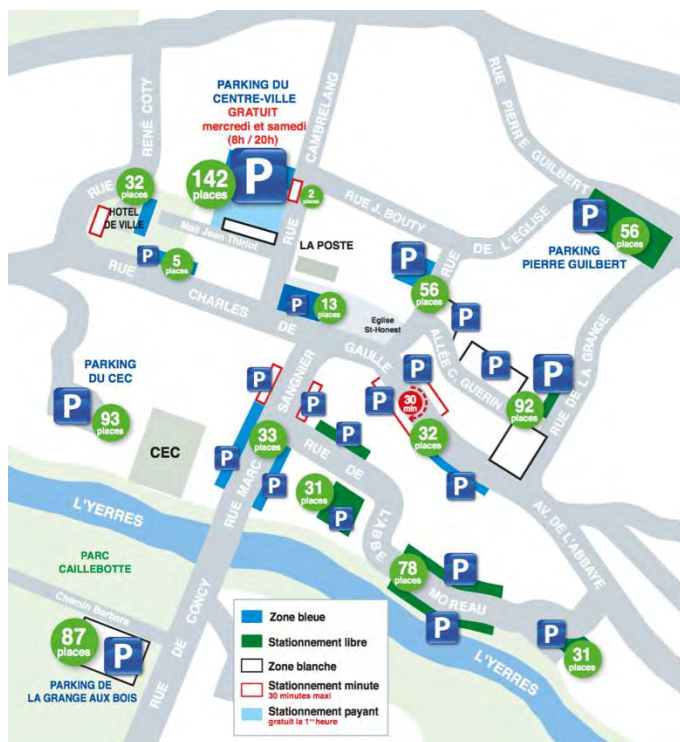 PARKING DU
CENTRE-VILLE
GRATUIT
mercredi et samedi
(8h / 20h)
RUE RENÉ COTY
RUE CAMBRELANG
RUE PIERRE GUILBERT
32
places
142
places
P
2
places
HOTEL
DE VILLE
Mail Jean Thiriot
RUE J. BOUTY
RUE DE L'EGLISE
LA POSTE
P
56
places
PARKING
PIERRE GUILBERT
P
5
places
P
56
places
RUE CHARLES DE GAULLE
P
13
places
Eglise
St-Honest
P
P
ALLÉE C. GUERIN
RUE DE LA GRANGE
PARKING
DU CEC
P
93
places
CEC
P
P
P
P
30
min
P
92
places
32
places
P
33
places
P
P
P
RUE MARC SANGNIER
RUE DE L'ABBE MOREAU
31
places
P
P
AV. DE L'ABBAYE
L'YERRES
PARC
CAILLEBOTTE
78
places
P
P
Chemin Barbere
87
places
P
PARKING DE
LA GRANGE AUX BOIS
RUE DE CONCY
P
31
places
L'YERRES
Zone bleue
Stationnement libre
Zone blanche
Stationnement minute
30 minutes maxi
Stationnement payant
gratuit la 1ère heure